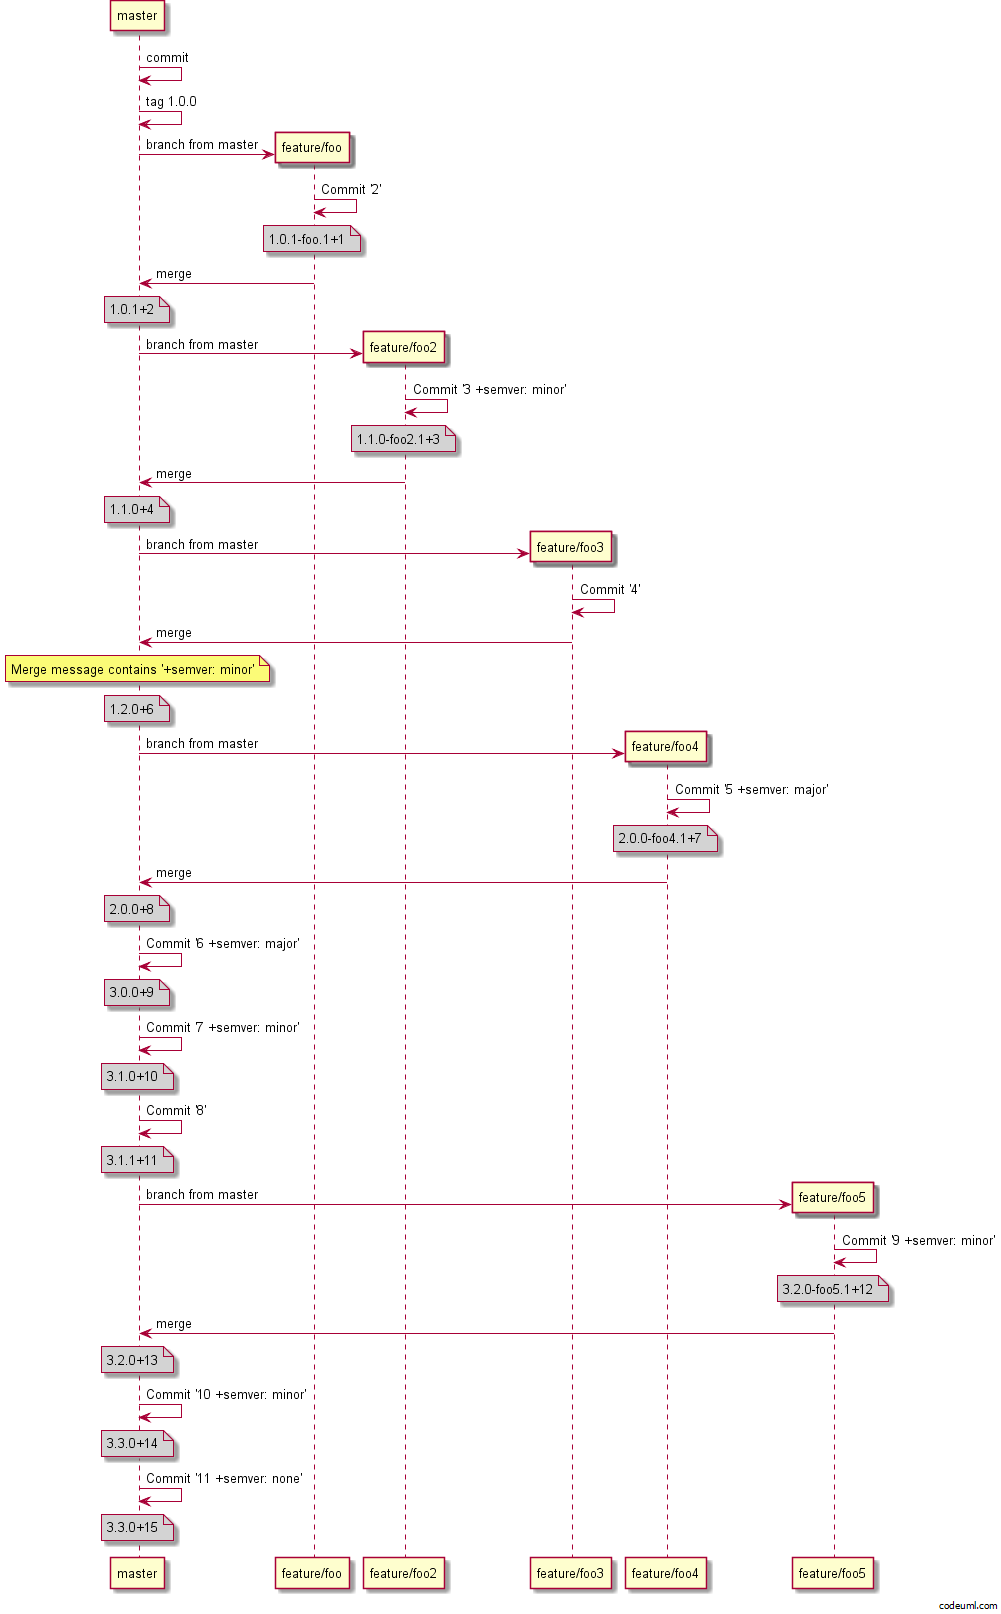 master
commit
tag 1.0.0
branch from master
feature/foo
Commit '2'
1.0.1-foo.1+1
merge
1.0.1+2
branch from master
feature/foo2
Commit '3 +semver: minor'
1.1.0-foo2.1+3
merge
1.1.0+4
branch from master
feature/foo3
Commit '4'
merge
Merge message contains '+semver: minor'
1.2.0+6
branch from master
feature/foo4
Commit '5 +semver: major'
2.0.0-foo4.1+7
merge
2.0.0+8
Commit '6 +semver: major'
3.0.0+9
Commit '7 +semver: minor'
3.1.0+10
Commit '8'
3.1.1+11
branch from master
feature/foo5
Commit '9 +semver: minor'
3.2.0-foo5.1+12
merge
3.2.0+13
Commit '10 +semver: minor'
3.3.0+14
Commit '11 +semver: none'
3.3.0+15
master
feature/foo
feature/foo2
feature/foo3
feature/foo4
feature/foo5
codeuml.com